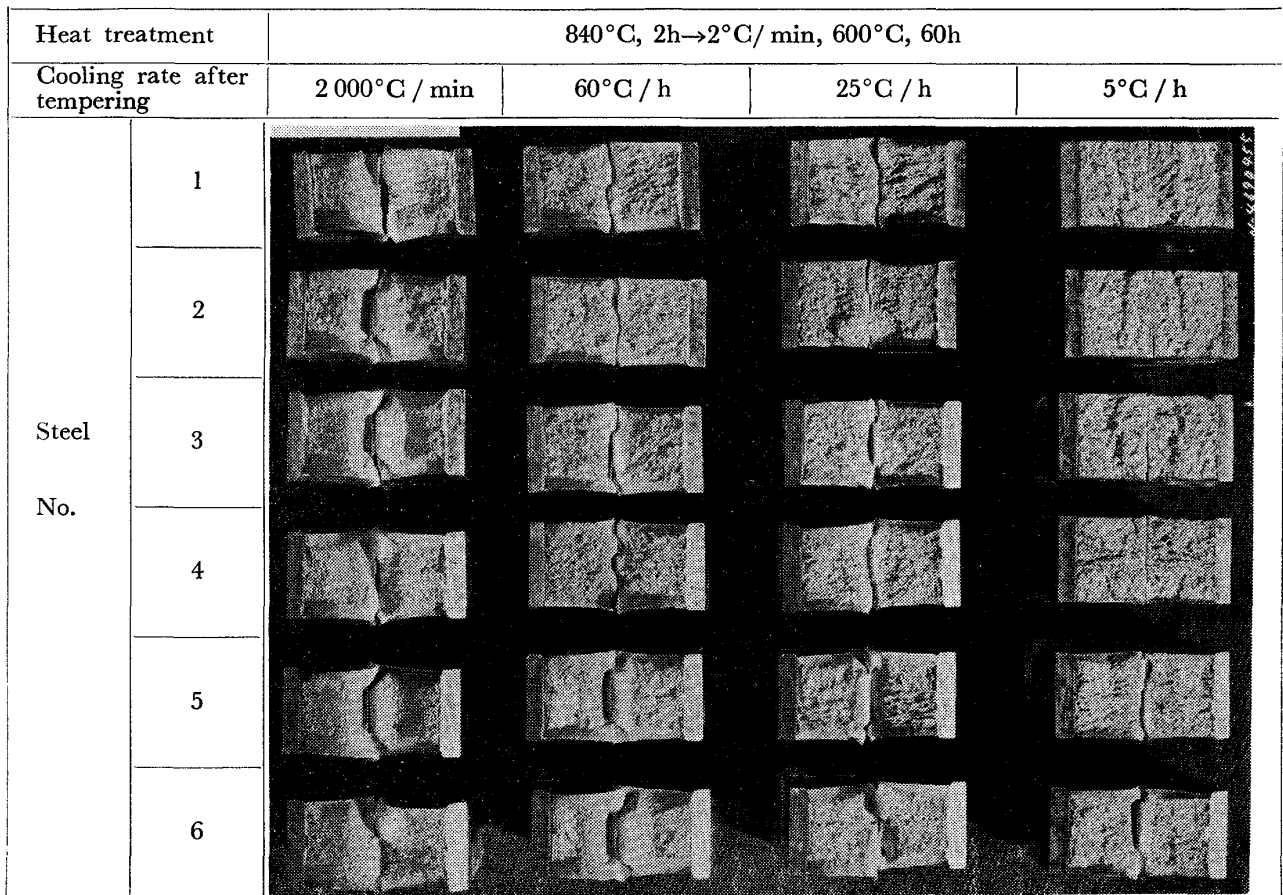 Heat treatment
840°C, 2h→2°C/ min, 600°C, 60h
Cooling rate after
tempering
2 000°C / min
60°C / h
25°C / h
5°C / h
Steel
No.
1
2
3
4
5
6